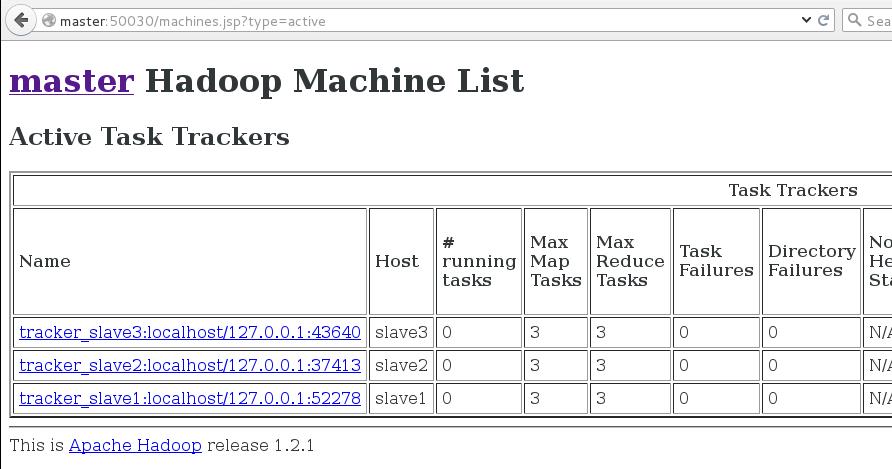 master:50030/machines.jsp?type=active
Sea
master Hadoop Machine List
Active Task Trackers
Task Trackers
Name Host # running tasks Max Map Tasks Max Reduce Tasks Task Failures Directory Failures No He Sta
tracker_slave3:localhost/127.0.0.1:43640 slave3 0 3 3 0 0 N/A
tracker_slave2:localhost/127.0.0.1:37413 slave2 0 3 3 0 0 N/A
tracker_slave1:localhost/127.0.0.1:52278 slave1 0 3 3 0 0 N/A
This is Apache Hadoop release 1.2.1